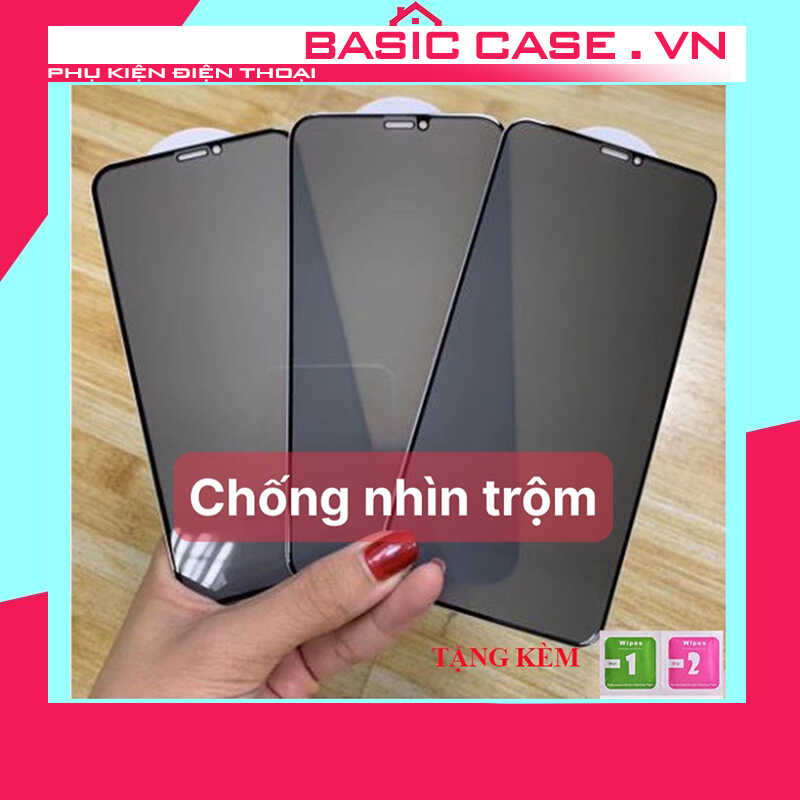 BASIC CASE . VN
PHỤ KIỆN ĐIỆN THOẠI
Chống nhìn trộm
TẶNG KÈM
Wipes
1
Wipes
2